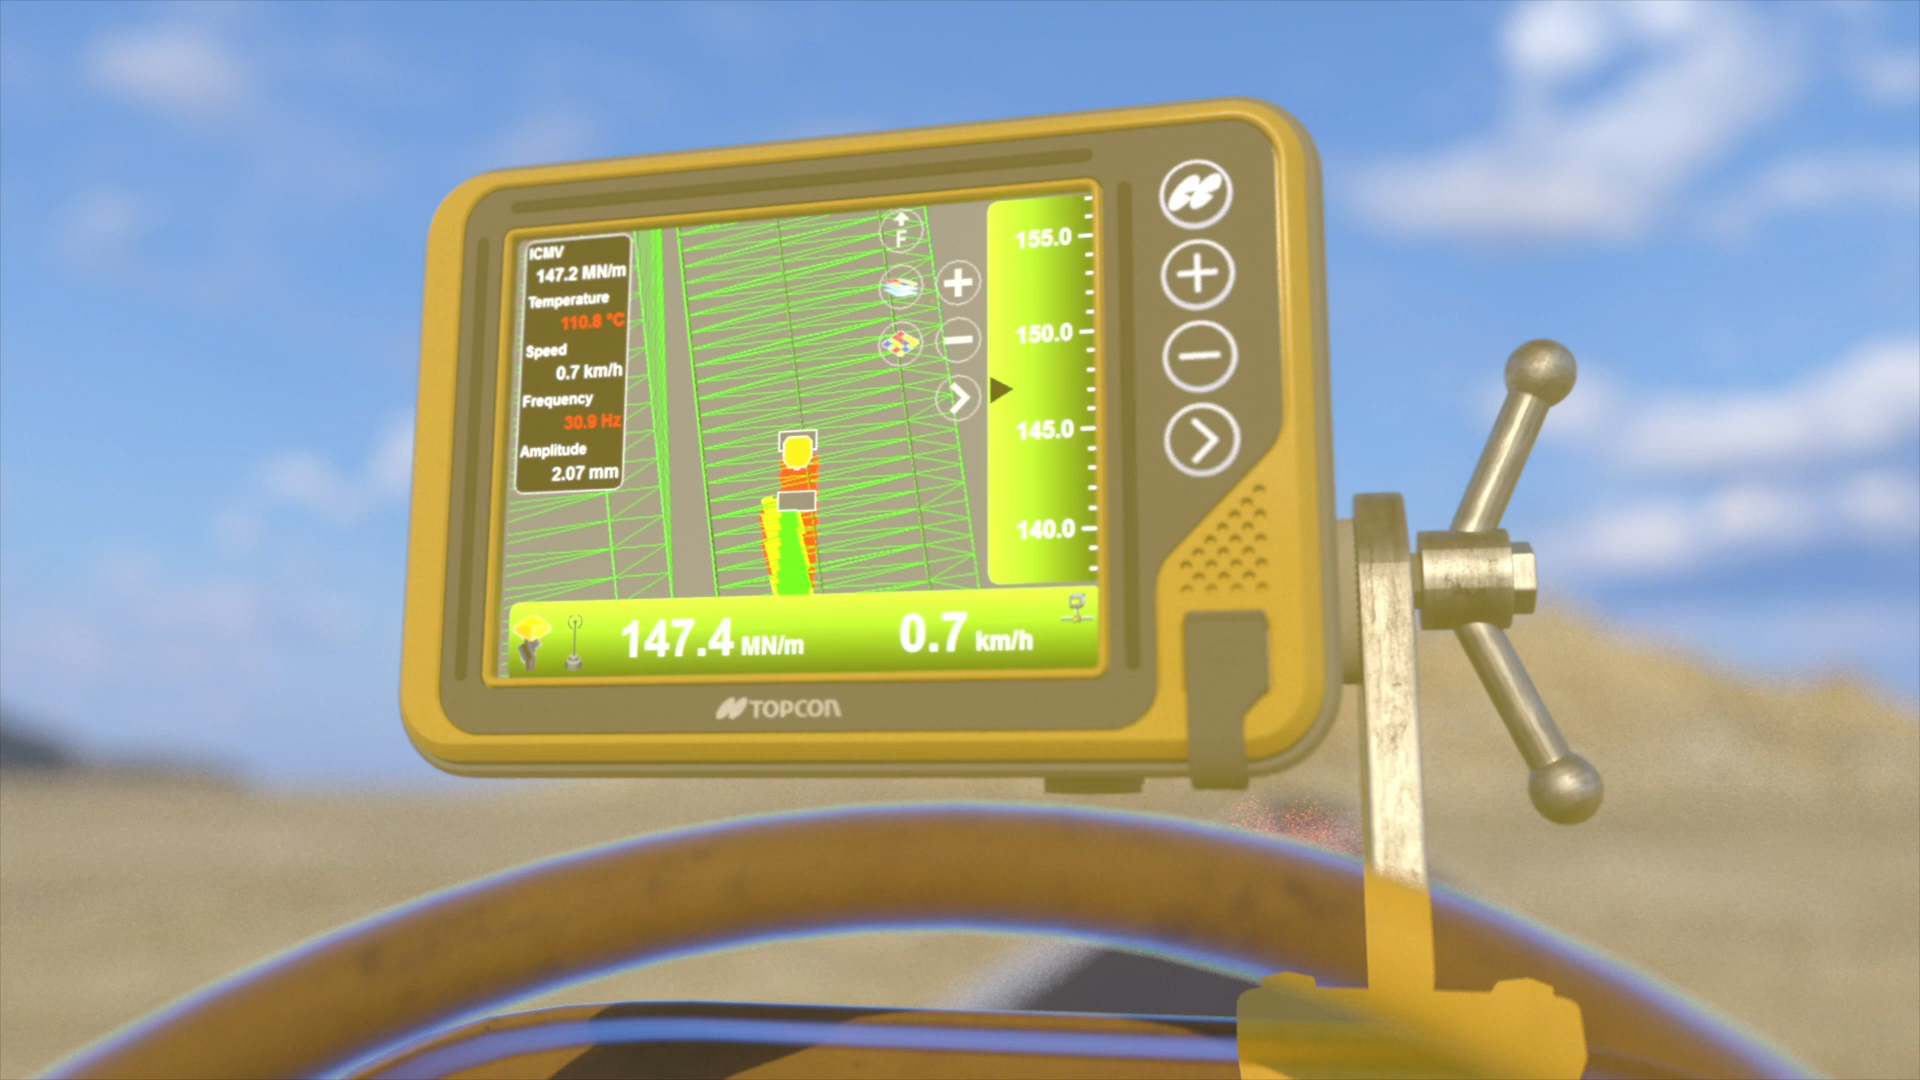 ICMV
147.2 MN/m
Temperature
110.8 °C
Speed
0.7 km/h
Frequency
30.9 Hz
Amplitude
2.07 mm
F
155.0
150.0
145.0
140.0
147.4 MN/m
0.7 km/h
TOPCON